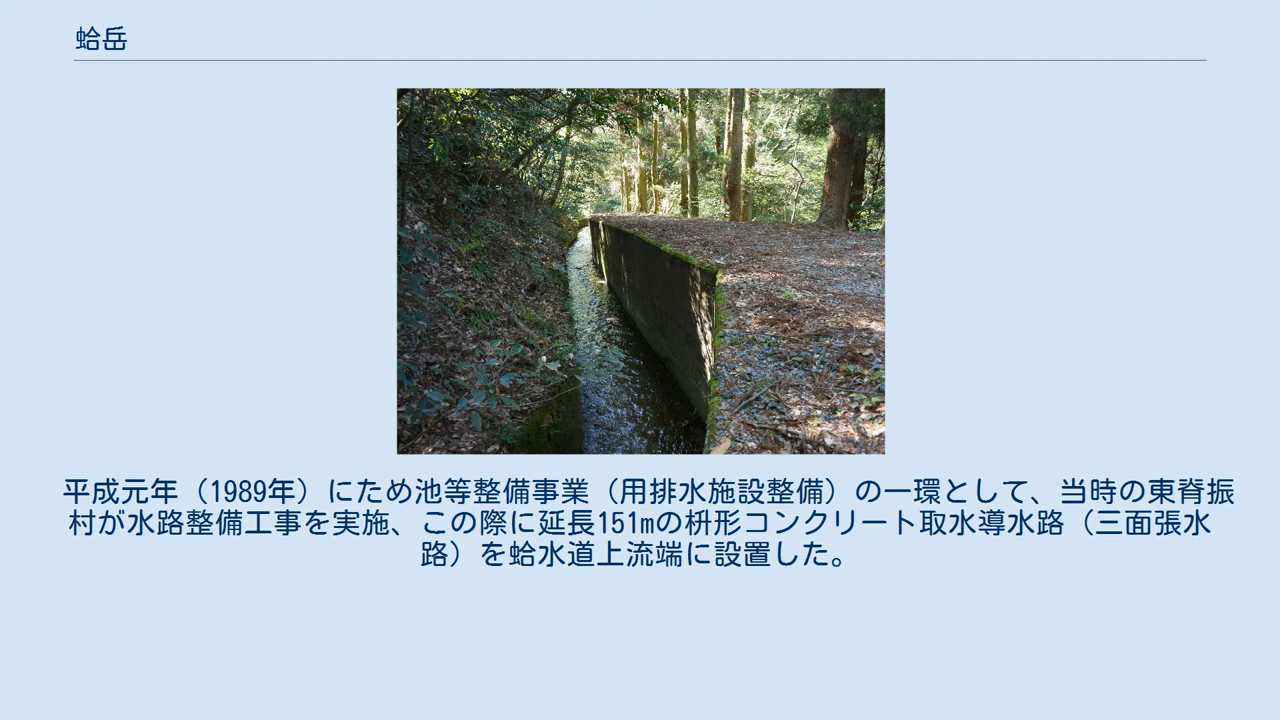 蛤岳
平成元年（1989年）にため池等整備事業（用排水施設整備）の一環として、当時の東脊振
村が水路整備工事を実施、この際に延長151mの枡形コンクリート取水導水路（三面張水
路）を蛤水道上流端に設置した。